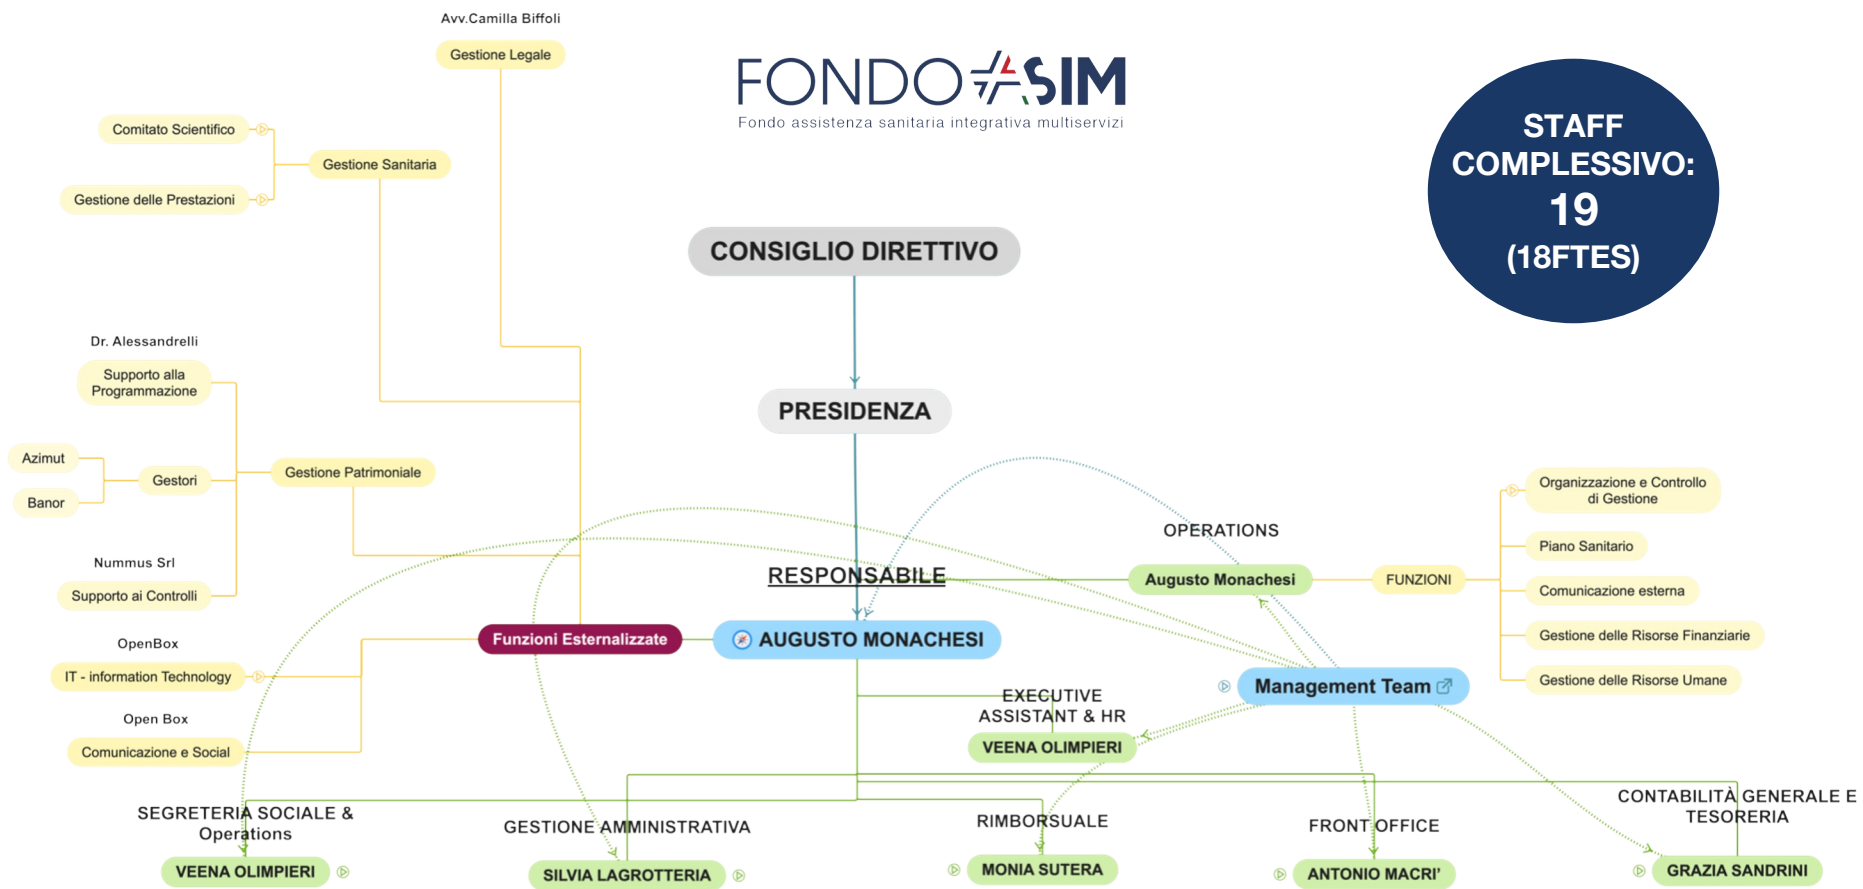 Avv.Camilla Biffoli
Gestione Legale
FONDO ASIM
Fondo assistenza sanitaria integrativa multiservizi
STAFF
COMPLESSIVO:
19
(18FTES)
Comitato Scientifico
Gestione Sanitaria
Gestione delle Prestazioni
CONSIGLIO DIRETTIVO
PRESIDENZA
Dr. Alessandrelli
Supporto alla
Programmazione
Azimut
Gestori
Banor
Gestione Patrimoniale
Nummus Srl
Supporto ai Controlli
OpenBox
IT - information Technology
Open Box
Comunicazione e Social
Funzioni Esternalizzate
RESPONSABILE
AUGUSTO MONACHESI
OPERATIONS
Augusto Monachesi
FUNZIONI
Organizzazione e Controllo
di Gestione
Piano Sanitario
Comunicazione esterna
Gestione delle Risorse Finanziarie
Gestione delle Risorse Umane
Management Team
EXECUTIVE
ASSISTANT & HR
VEENA OLIMPIERI
SEGRETERIA SOCIALE &
Operations
VEENA OLIMPIERI
GESTIONE AMMINISTRATIVA
SILVIA LAGROTTERIA
RIMBORSUALE
MONIA SUTERA
FRONT OFFICE
ANTONIO MACRI’
CONTABILITÀ GENERALE E
TESORERIA
GRAZIA SANDRINI